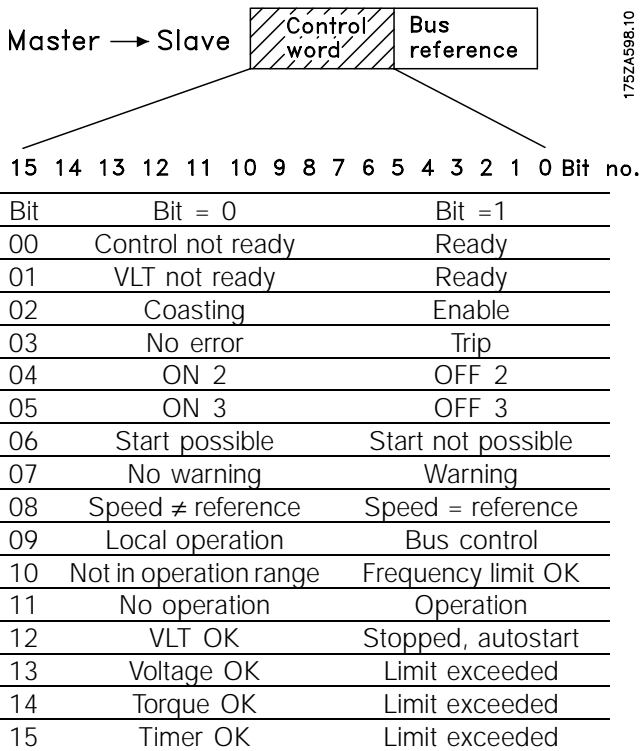 Master → Slave Control word Bus reference
175ZA598.10
15 14 13 12 11 10 9 8 7 6 5 4 3 2 1 0 Bit no.
Bit Bit = 0 Bit =1
00 Control not ready Ready
01 VLT not ready Ready
02 Coasting Enable
03 No error Trip
04 ON 2 OFF 2
05 ON 3 OFF 3
06 Start possible Start not possible
07 No warning Warning
08 Speed ≠ reference Speed = reference
09 Local operation Bus control
10 Not in operation range Frequency limit OK
11 No operation Operation
12 VLT OK Stopped, autostart
13 Voltage OK Limit exceeded
14 Torque OK Limit exceeded
15 Timer OK Limit exceeded